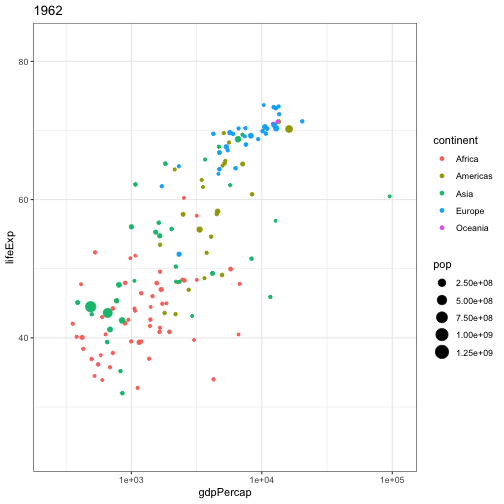 1962
80
60
40
lifeExp
1e+03
1e+04
1e+05
gdpPercap
continent
Africa
Americas
Asia
Europe
Oceania
pop
2.50e+08
5.00e+08
7.50e+08
1.00e+09
1.25e+09